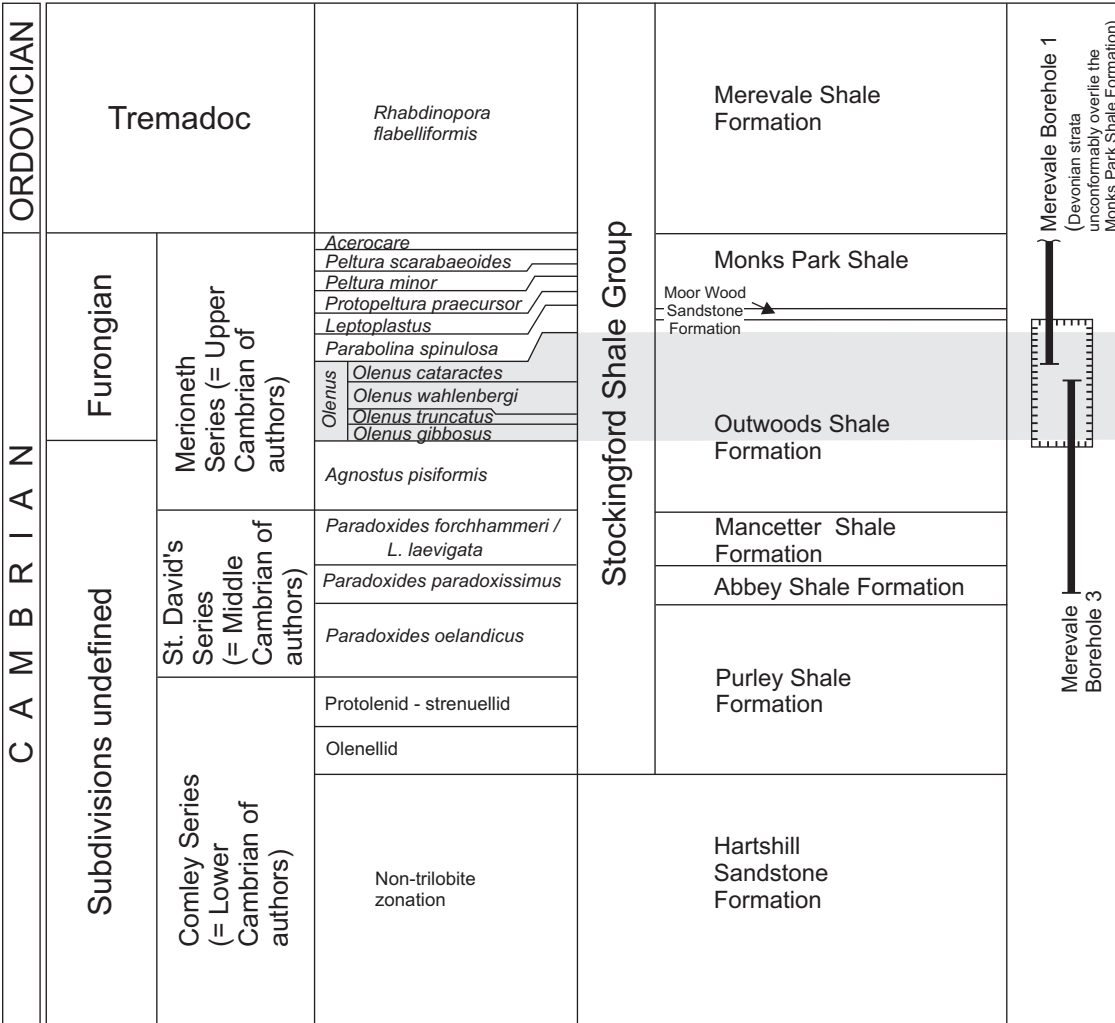 ORDOVICIAN
CAMBRIAN
Tremadoc
Furongian
Subdivisions undefined
Merioneth
Series (= Upper
Cambrian of
authors)
St. David's
Series
(= Middle
Cambrian of
authors)
Comley Series
(= Lower
Cambrian of
authors)
Rhabdinopora
flabelliformis
Acerocare
Peltura scarabaeoides
Peltura minor
Protopeltura praecursor
Leptoplastus
Parabolina spinulosa
Olenus
Olenus cataractes
Olenus wahlenbergi
Olenus truncatus
Olenus gibbosus
Agnostus pisiformis
Paradoxides forchhammeri /
L. laevigata
Paradoxides paradoxissimus
Paradoxides oelandicus
Protolenid - strenuellid
Olenellid
Non-trilobite
zonation
Stockingford Shale Group
Merevale Shale
Formation
Monks Park Shale
Moor Wood
Sandstone
Formation
Outwoods Shale
Formation
Mancetter Shale
Formation
Abbey Shale Formation
Purley Shale
Formation
Hartshill
Sandstone
Formation
Merevale Borehole 1
(Devonian strata
unconformably overlie the
Monks Park Shale Formation)
Merevale
Borehole 3